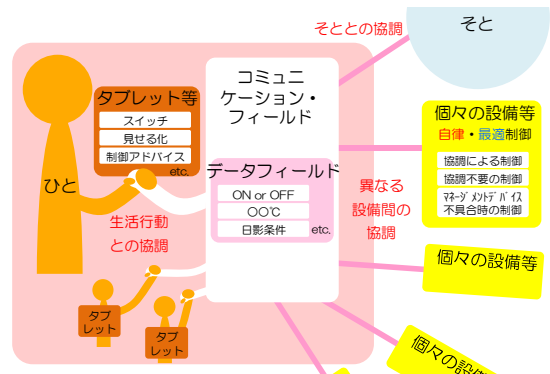 そととの協調
そと
コミュニ
ケーション・
フィールド
タブレット等
スイッチ
見せる化
制御アドバイス
etc.
ひと
データフィールド
ON or OFF
○○℃
日影条件
etc.
生活行動
との協調
異なる
設備間の
協調
個々の設備等
自律・最適制御
協調による制御
協調不要の制御
マネージメントデバイス
不具合時の制御
個々の設備等
タブ
レット
タブ
レット
個々の設備